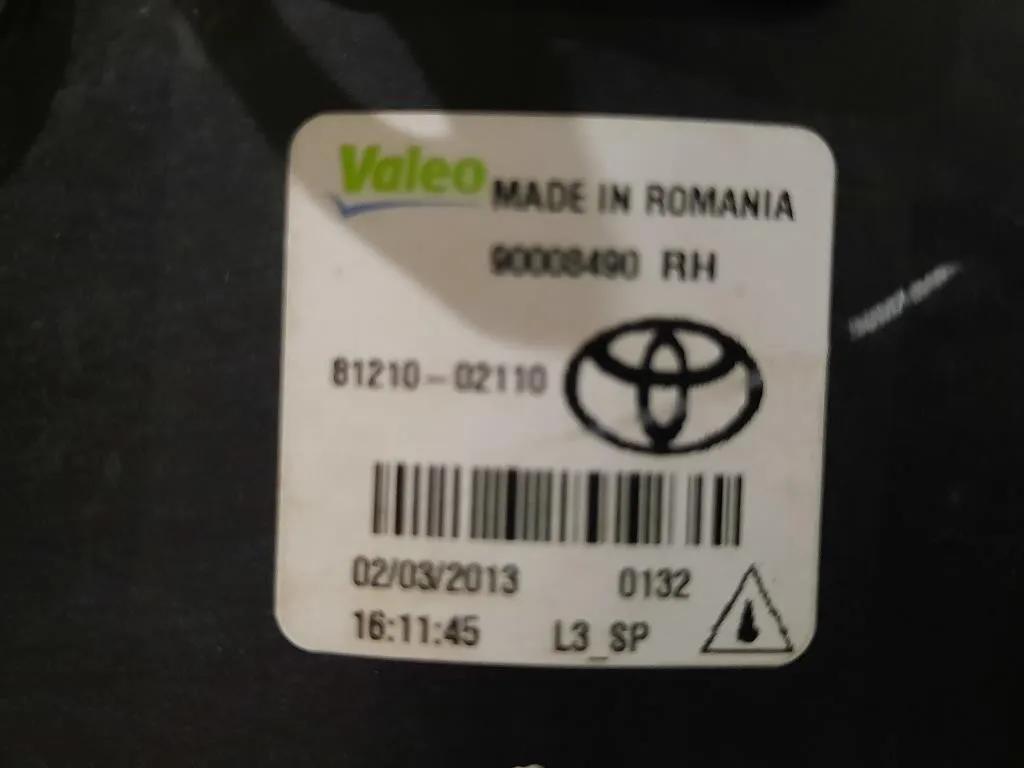 Valeo MADE IN ROMANIA
90008490 RH
81210-02110
02/03/2013 0132
16:11:45 L3_SP